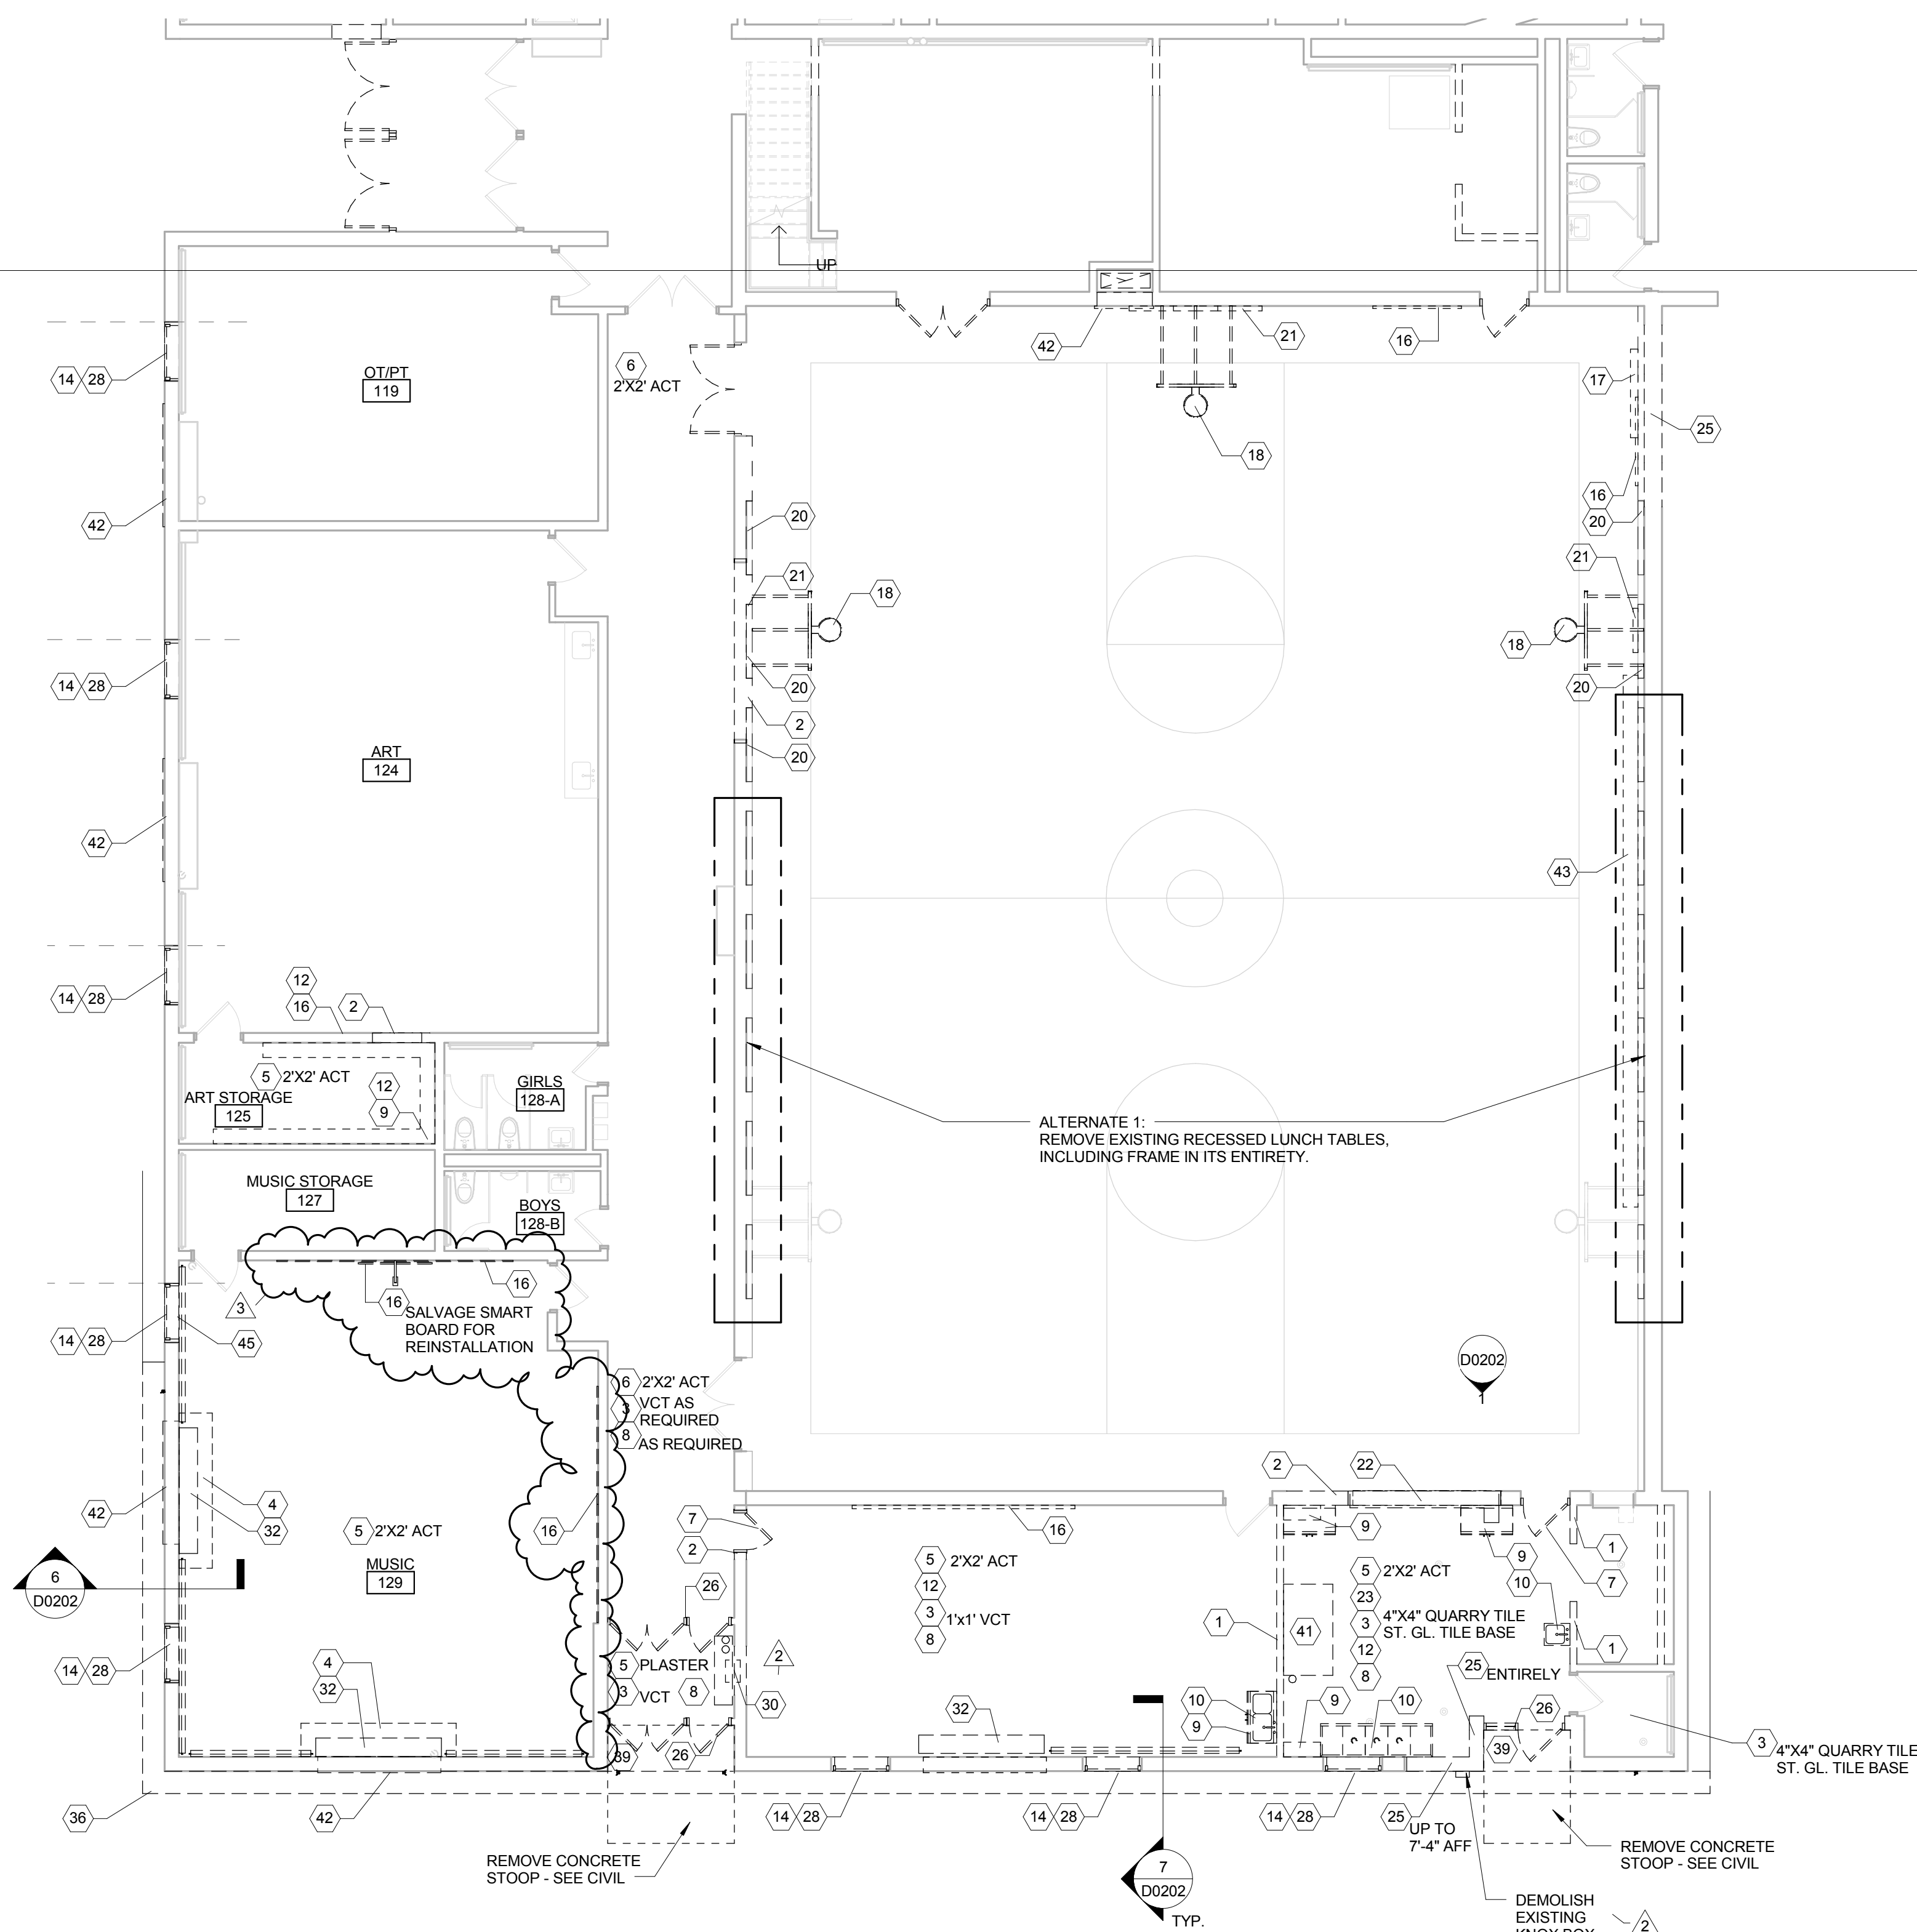 UP
6
2'X2' ACT
42
21
16
17
25
14 28
OT/PT
119
18
16
20
42
20
21
18
21
18
14 28
20
2
20
20
ART
124
42
43
14 28
12
16
2
5 2'X2' ACT
ART STORAGE
125
12
9
GIRLS
128-A
ALTERNATE 1:
REMOVE EXISTING RECESSED LUNCH TABLES,
INCLUDING FRAME IN ITS ENTIRETY.
MUSIC STORAGE
127
BOYS
128-B
3
16
16
SALVAGE SMART
BOARD FOR
REINSTALLATION
14 28
45
D0202
1
6 2'X2' ACT
3 VCT AS
REQUIRED
8 AS REQUIRED
42
4
32
5 2'X2' ACT
MUSIC
129
16
6
D0202
7
2
26
16
2
22
9
9
10
1
7
5 2'X2' ACT
12
3 1'x1' VCT
8
1
41
5 2'X2' ACT
23
3 4"X4" QUARRY TILE
ST. GL. TILE BASE
12
8
1
14 28
4
32
5 PLASTER
3 VCT 8
30
2
32
10
9
9
10
25 ENTIRELY
26
39
39
26
3 4"X4" QUARRY TILE
ST. GL. TILE BASE
36
42
14 28
14 28
14 28
25 UP TO
7'-4" AFF
REMOVE CONCRETE
STOOP - SEE CIVIL
REMOVE CONCRETE
STOOP - SEE CIVIL
7
D0202
TYP.
DEMOLISH
EXISTING
KNOX BOX
2